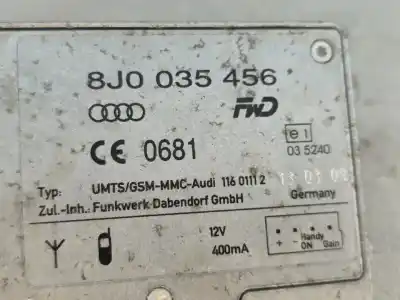 8J0 035 456
FWD
CE 0681
e1
03 5240
Typ: UMTS/GSM-MMC-Audi 116 0111 2
Zul.-Inh.: Funkwerk Dabendorf GmbH
Germany
12V
400mA
+ - Handy ON Gain